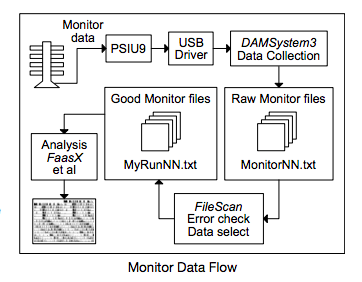 Monitor
data
PSIU9
USB
Driver
DAMSystem3
Data Collection
Good Monitor files
MyRunNN.txt
Raw Monitor files
MonitorNN.txt
Analysis
FaasX
et al
FileScan
Error check
Data select
Monitor Data Flow